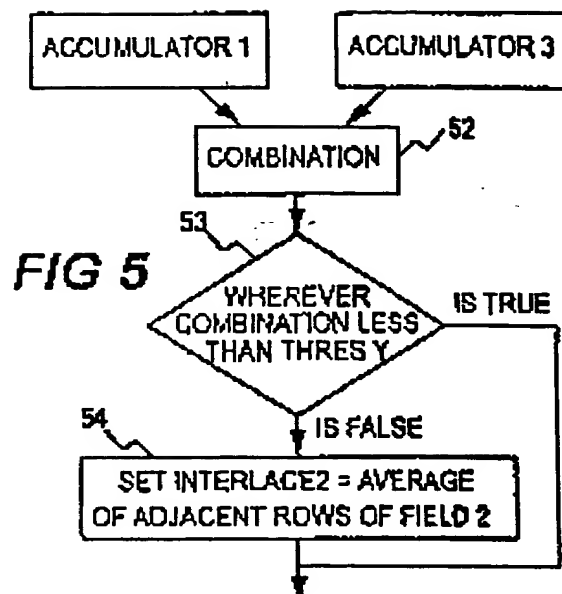 ACCUMULATOR 1
ACCUMULATOR 3
COMBINATION
52
53
FIG 5
WHEREVER
COMBINATION LESS
THAN THRES Y
IS TRUE
IS FALSE
54
SET INTERLACE2 = AVERAGE
OF ADJACENT ROWS OF FIELD 2